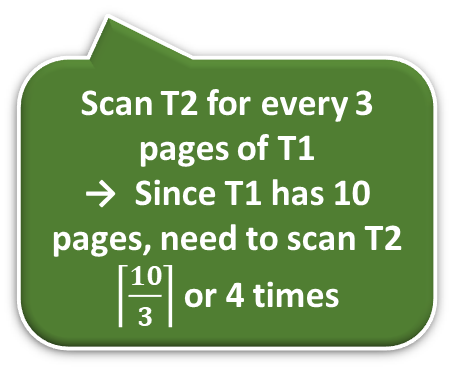 Scan T2 for every 3
pages of T1
→ Since T1 has 10
pages, need to scan T2
⌈10/3⌉ or 4 times